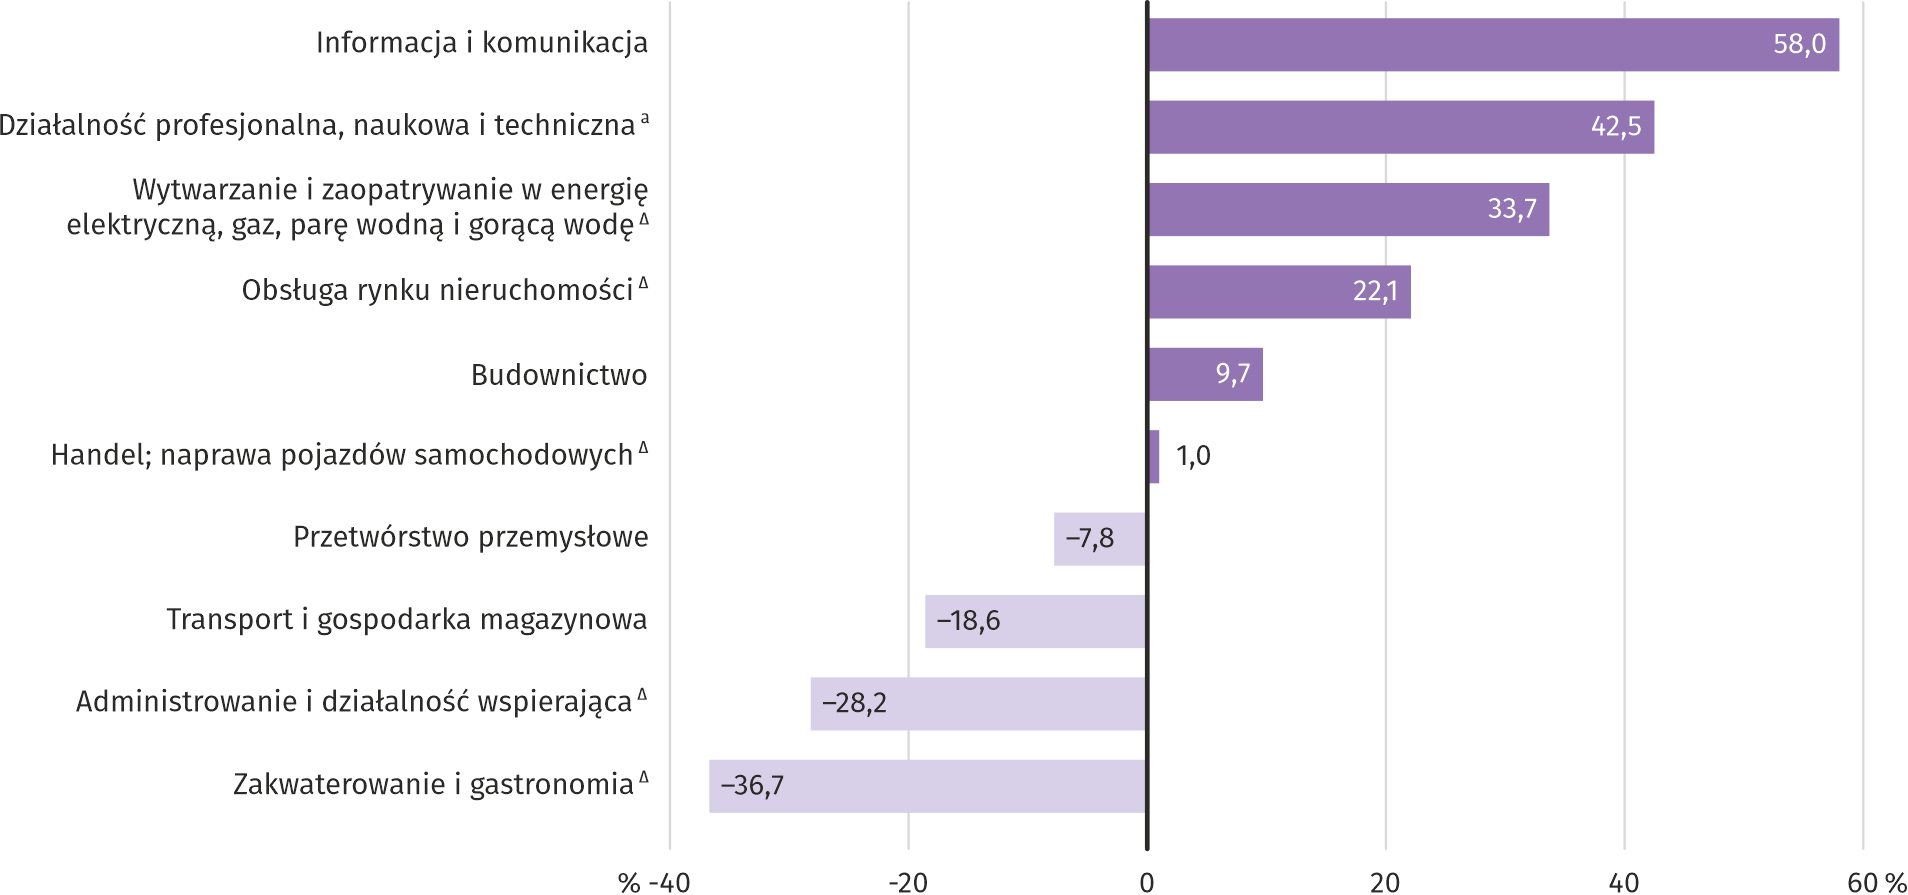 Informacja i komunikacja
58,0
Działalność profesjonalna, naukowa i techniczna a
42,5
Wytwarzanie i zaopatrywanie w energię
elektryczną, gaz, parę wodną i gorącą wodę Δ
33,7
Obsługa rynku nieruchomości Δ
22,1
Budownictwo
9,7
Handel; naprawa pojazdów samochodowych Δ
1,0
Przetwórstwo przemysłowe
−7,8
Transport i gospodarka magazynowa
−18,6
Administrowanie i działalność wspierająca Δ
−28,2
Zakwaterowanie i gastronomia Δ
−36,7
% -40 -20 0 20 40 60 %